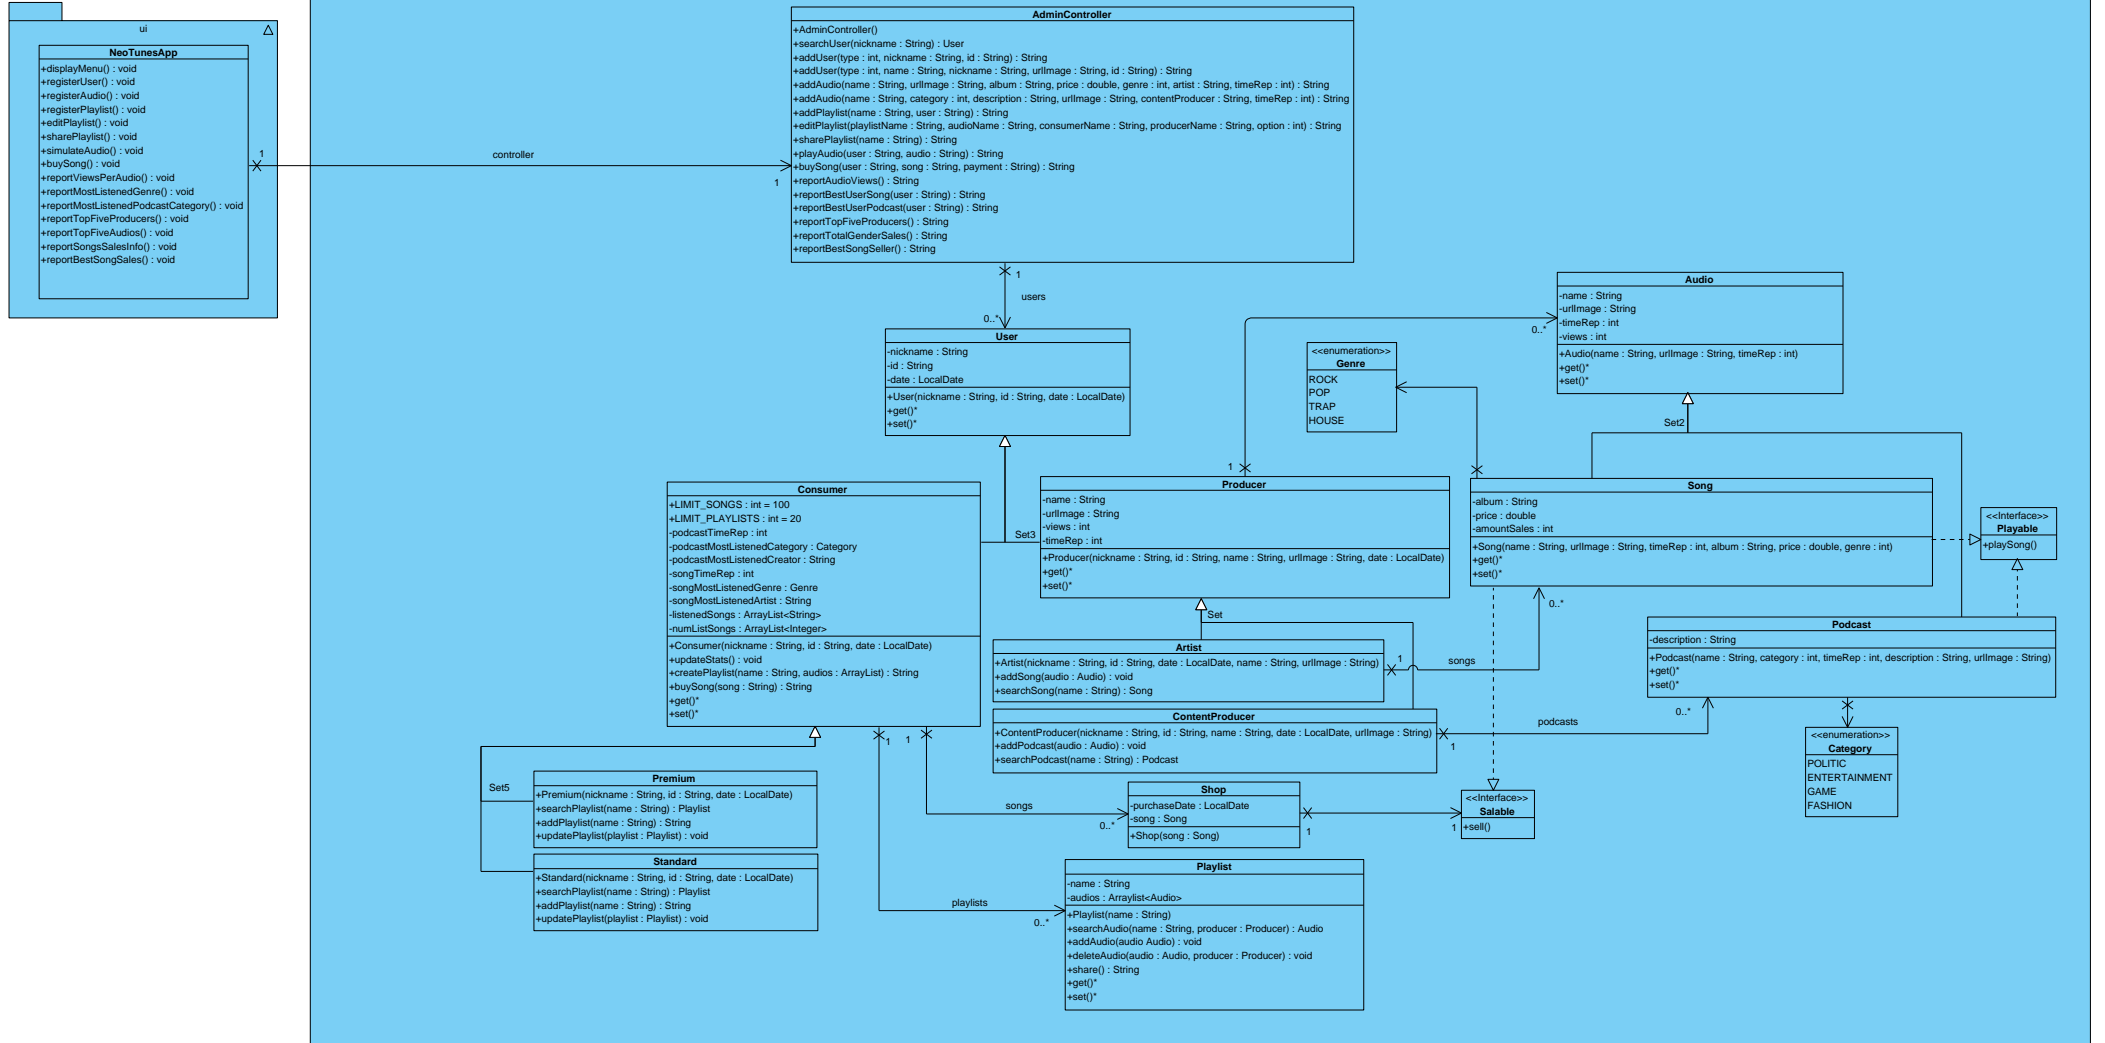 ui
NeoTunesApp
+displayMenu() : void
+registerUser() : void
+registerAudio() : void
+registerPlaylist() : void
+editPlaylist() : void
+sharePlaylist() : void
+simulateAudio() : void
+buySong() : void
+reportViewsPerAudio() : void
+reportMostListenedGenre() : void
+reportMostListenedPodcastCategory() : void
+reportTopFiveProducers() : void
+reportTopFiveAudios() : void
+reportSongsSalesInfo() : void
+reportBestSongSales() : void
1
controller
1
AdminController
+AdminController()
+searchUser(nickname : String) : User
+addUser(type : int, nickname : String, id : String) : String
+addUser(type : int, name : String, nickname : String, urlImage : String, id : String) : String
+addAudio(name : String, urlImage : String, album : String, price : double, genre : int, artist : String, timeRep : int) : String
+addAudio(name : String, category : int, description : String, urlImage : String, contentProducer : String, timeRep : int) : String
+addPlaylist(name : String, user : String) : String
+editPlaylist(playlistName : String, audioName : String, consumerName : String, producerName : String, option : int) : String
+sharePlaylist(name : String) : String
+playAudio(user : String, audio : String) : String
+buySong(user : String, song : String, payment : String) : String
+reportAudioViews() : String
+reportBestUserSong(user : String) : String
+reportBestUserPodcast(user : String) : String
+reportTopFiveProducers() : String
+reportTotalGenderSales() : String
+reportBestSongSeller() : String
1
users
0..*
User
-nickname : String
-id : String
-date : LocalDate
+User(nickname : String, id : String, date : LocalDate)
+get()*
+set()*
Audio
-name : String
-urlImage : String
-timeRep : int
-views : int
+Audio(name : String, urlImage : String, timeRep : int)
+get()*
+set()*
0..*
1
<<enumeration>>
Genre
ROCK
POP
TRAP
HOUSE
Set2
Set3
Consumer
+LIMIT_SONGS : int = 100
+LIMIT_PLAYLISTS : int = 20
-podcastTimeRep : int
-podcastMostListenedCategory : Category
-podcastMostListenedCreator : String
-songTimeRep : int
-songMostListenedGenre : Genre
-songMostListenedArtist : String
-listenedSongs : ArrayList<String>
-numListSongs : ArrayList<Integer>
+Consumer(nickname : String, id : String, date : LocalDate)
+updateStats() : void
+createPlaylist(name : String, audios : ArrayList) : String
+buySong(song : String) : String
+get()*
+set()*
Producer
-name : String
-urlImage : String
-views : int
-timeRep : int
+Producer(nickname : String, id : String, name : String, urlImage : String, date : LocalDate)
+get()*
+set()*
Song
-album : String
-price : double
-amountSales : int
+Song(name : String, urlImage : String, timeRep : int, album : String, price : double, genre : int)
+get()*
+set()*
<<Interface>>
Playable
+playSong()
Set
Artist
+Artist(nickname : String, id : String, date : LocalDate, name : String, urlImage : String)
+addSong(audio : Audio) : void
+searchSong(name : String) : Song
1
songs
0..*
Podcast
-description : String
+Podcast(name : String, category : int, timeRep : int, description : String, urlImage : String)
+get()*
+set()*
ContentProducer
+ContentProducer(nickname : String, id : String, name : String, date : LocalDate, urlImage : String)
+addPodcast(audio : Audio) : void
+searchPodcast(name : String) : Podcast
1
podcasts
0..*
<<enumeration>>
Category
POLITIC
ENTERTAINMENT
GAME
FASHION
Set5
Premium
+Premium(nickname : String, id : String, date : LocalDate)
+searchPlaylist(name : String) : Playlist
+addPlaylist(name : String) : String
+updatePlaylist(playlist : Playlist) : void
Standard
+Standard(nickname : String, id : String, date : LocalDate)
+searchPlaylist(name : String) : Playlist
+addPlaylist(name : String) : String
+updatePlaylist(playlist : Playlist) : void
1
1
songs
0..*
Shop
-purchaseDate : LocalDate
-song : Song
+Shop(song : Song)
1
1
<<Interface>>
Salable
+sell()
playlists
0..*
Playlist
-name : String
-audios : Arraylist<Audio>
+Playlist(name : String)
+searchAudio(name : String, producer : Producer) : Audio
+addAudio(audio Audio) : void
+deleteAudio(audio : Audio, producer : Producer) : void
+share() : String
+get()*
+set()*